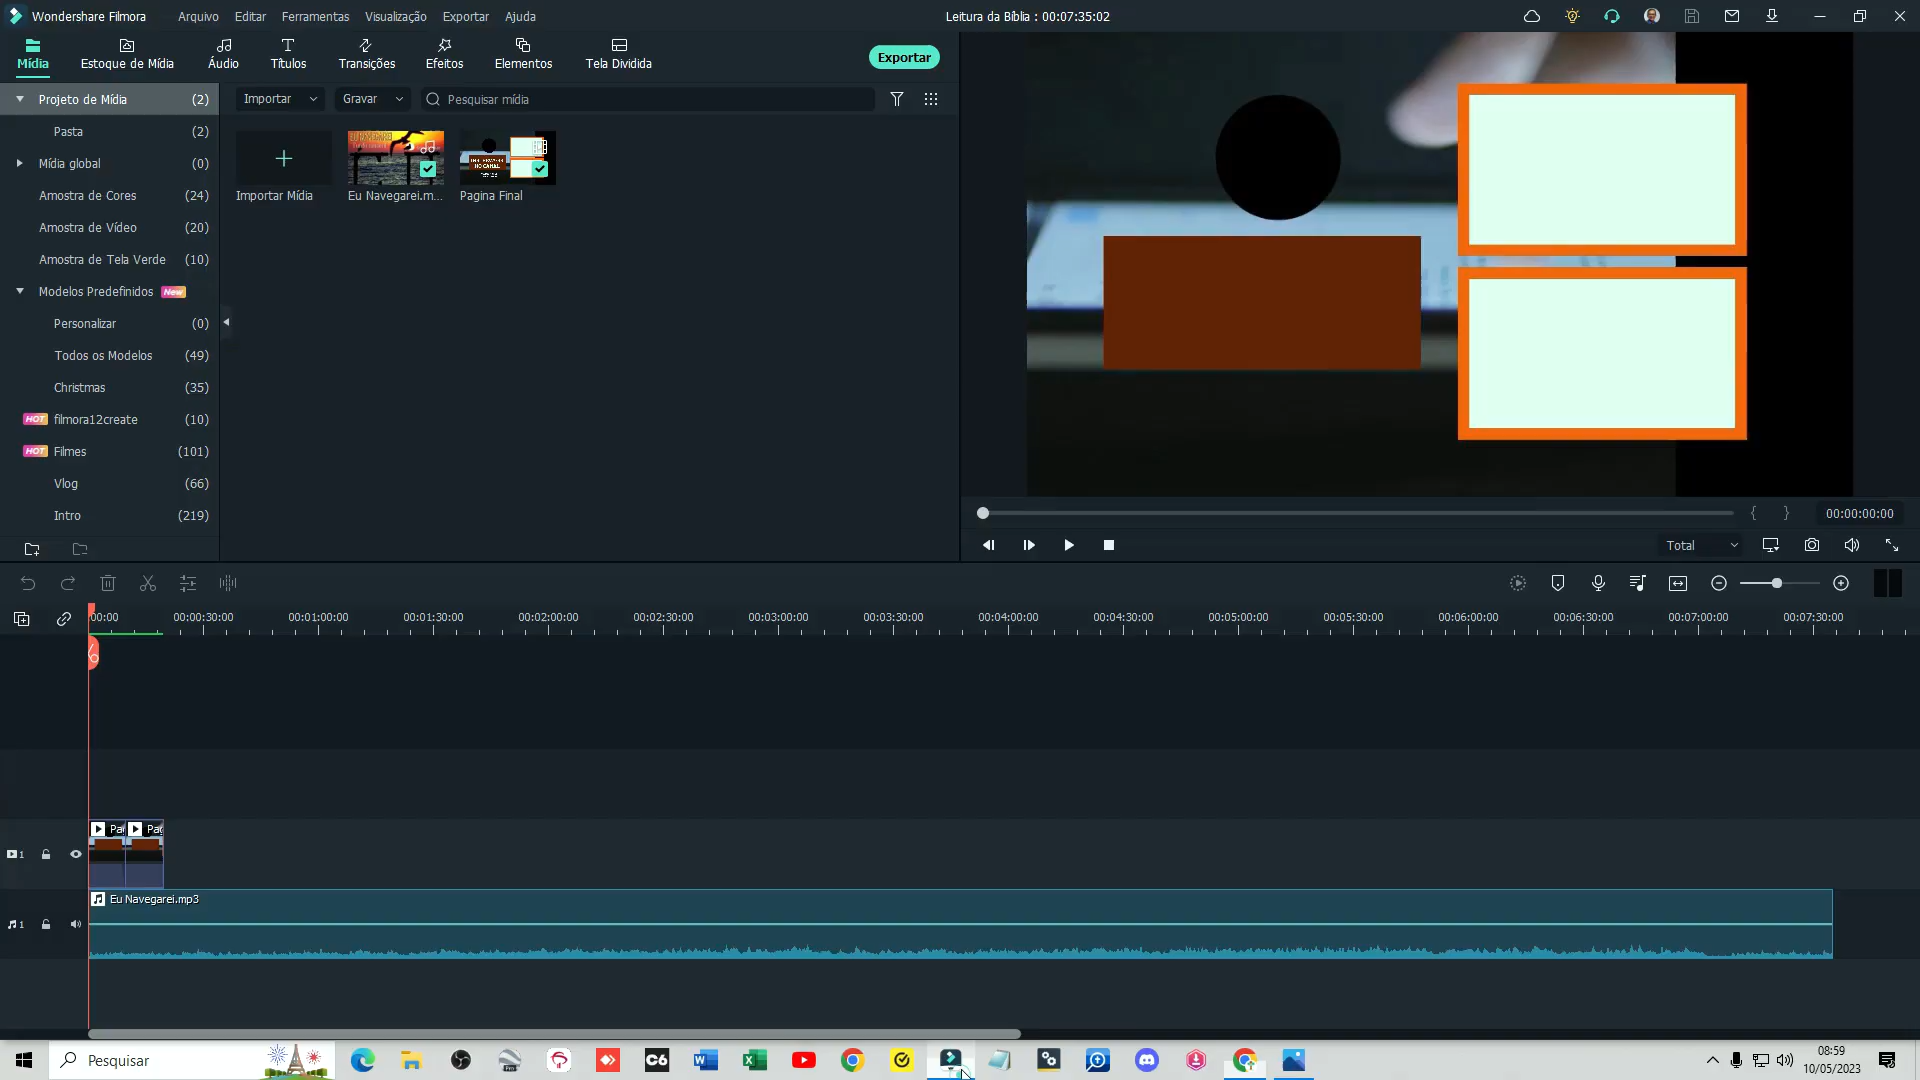 Wondershare Filmora
Arquivo
Editar
Ferramentas
Visualização
Exportar
Ajuda
Leitura da Bíblia : 00:07:35:02
Mídia
Estoque de Mídia
Áudio
Títulos
Transições
Efeitos
Elementos
Tela Dividida
Exportar
Projeto de Mídia (2)
Pasta (2)
Mídia global (0)
Amostra de Cores (24)
Amostra de Vídeo (20)
Amostra de Tela Verde (10)
Modelos Predefinidos New
Personalizar (0)
Todos os Modelos (49)
Christmas (35)
HOT filmora12create (10)
HOT Filmes (101)
Vlog (66)
Intro (219)
Importar
Gravar
Pesquisar mídia
Importar Mídia
Eu Navegarei.m...
Pagina Final
{ }
00:00:00:00
Total
:00:00
00:00:30:00
00:01:00:00
00:01:30:00
00:02:00:00
00:02:30:00
00:03:00:00
00:03:30:00
00:04:00:00
00:04:30:00
00:05:00:00
00:05:30:00
00:06:00:00
00:06:30:00
00:07:00:00
00:07:30:00
Pa
Pag
1
Eu Navegarei.mp3
1
Pesquisar
C6
08:59
10/05/2023